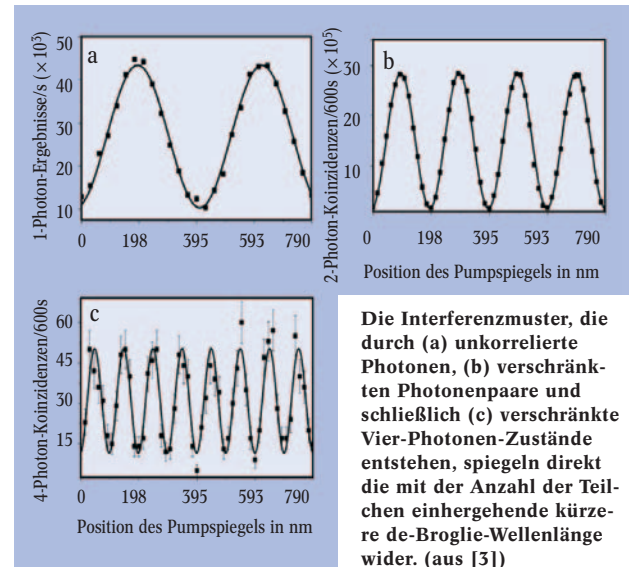 1-Photon-Ergebnisse/s (× 10³)
50
40
30
20
10
a
0 198 395 593 790
2-Photon-Koinzidenzen/600s (× 10⁵)
30
20
10
b
0 198 395 593 790
Position des Pumpspiegels in nm
4-Photon-Koinzidenzen/600s
60
45
30
15
c
0 198 395 593 790
Position des Pumpspiegels in nm
Die Interferenzmuster, die
durch (a) unkorrelierte
Photonen, (b) verschränk-
ten Photonenpaare und
schließlich (c) verschränkte
Vier-Photonen-Zustände
entstehen, spiegeln direkt
die mit der Anzahl der Teil-
chen einhergehende kürze-
re de-Broglie-Wellenlänge
wider. (aus [3])